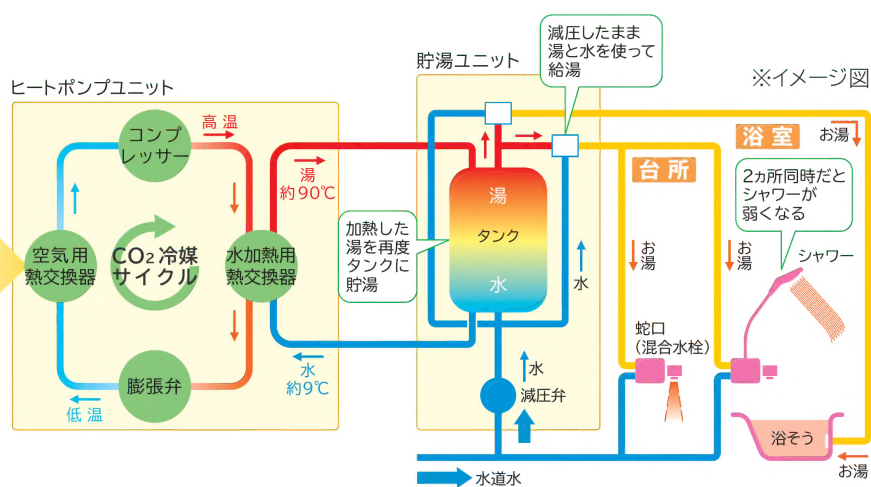 減圧したまま
湯と水を使って
給湯
※イメージ図
貯湯ユニット
ヒートポンプユニット
コンプ
レッサー
高温
湯
約90℃
空気用
熱交換器
CO2冷媒
サイクル
水加熱用
熱交換器
膨張弁
低温
水
約9℃
加熱した
湯を再度
タンクに
貯湯
湯
タンク
水
水
水
減圧弁
水道水
台所
お
湯
蛇口
（混合水栓）
浴室
お湯
2ヵ所同時だと
シャワーが
弱くなる
お
湯
シャワー
浴そう
お湯